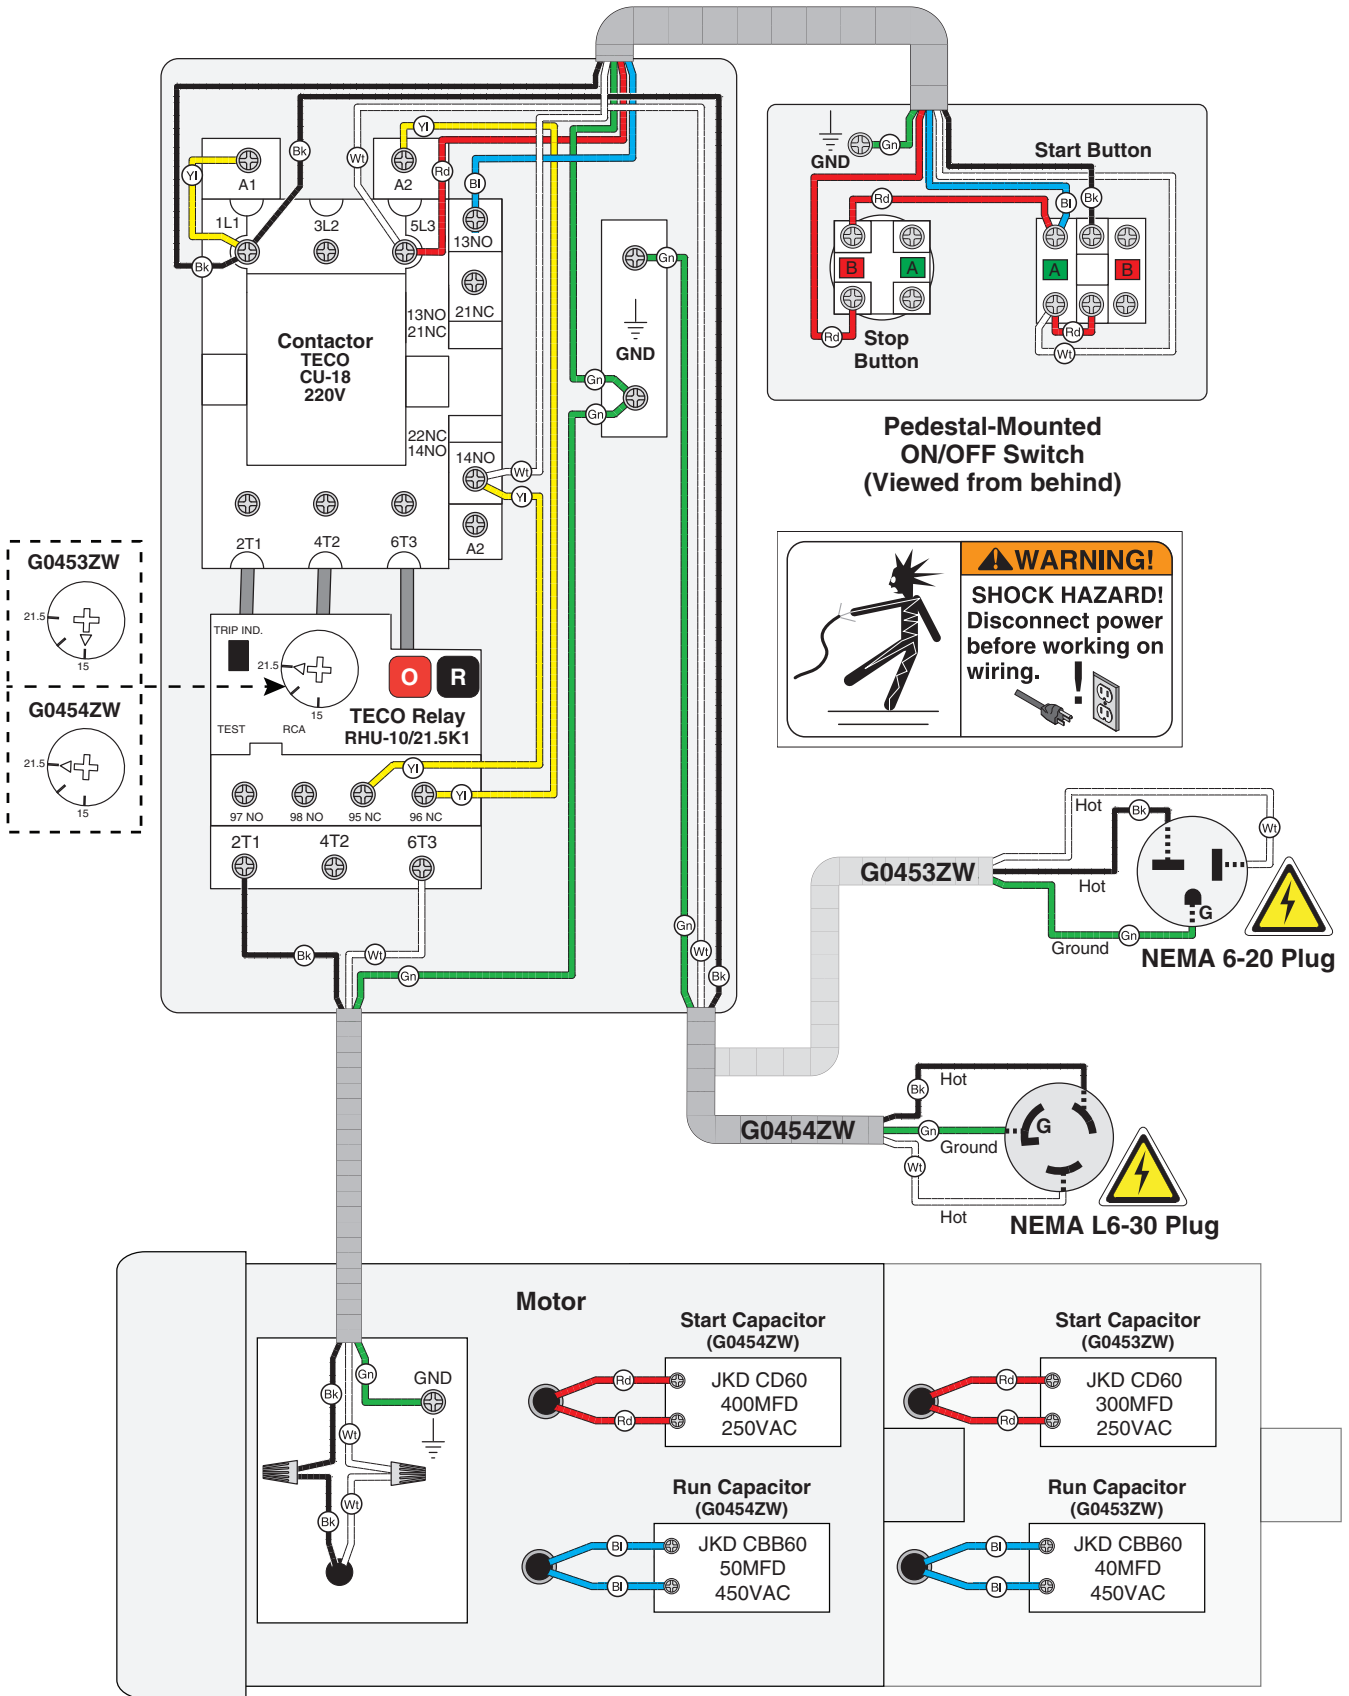 GND
Gn
Start Button
Yl
Bk
Wt
Yl
A1
A2
Rd
Bl
Rd
Bl
Bk
1L1
3L2
5L3
13NO
Bk
Gn
B
A
A
B
13NO
21NC
21NC
Contactor
TECO
CU-18
220V
GND
Rd
Stop
Button
Rd
Wt
Gn
Gn
22NC
14NO
14NO
Wt
Yl
A2
2T1
4T2
6T3
Pedestal-Mounted
ON/OFF Switch
(Viewed from behind)
G0453ZW
21.5
15
G0454ZW
21.5
15
TRIP IND.
21.5
15
O
R
TECO Relay
RHU-10/21.5K1
TEST
RCA
Yl
Yl
97 NO
98 NO
95 NC
96 NC
2T1
4T2
6T3
WARNING!
SHOCK HAZARD!
Disconnect power
before working on
wiring.
!
Bk
Wt
Gn
Gn
Wt
Bk
G0453ZW
Hot
Bk
Wt
Hot
G
Ground
Gn
NEMA 6-20 Plug
G0454ZW
Bk
Hot
Gn
Ground
G
Wt
Hot
NEMA L6-30 Plug
Motor
Gn
GND
Bk
Wt
Wt
Bk
Start Capacitor
(G0454ZW)
Rd
Rd
JKD CD60
400MFD
250VAC
Start Capacitor
(G0453ZW)
Rd
Rd
JKD CD60
300MFD
250VAC
Run Capacitor
(G0454ZW)
Bl
Bl
JKD CBB60
50MFD
450VAC
Run Capacitor
(G0453ZW)
Bl
Bl
JKD CBB60
40MFD
450VAC